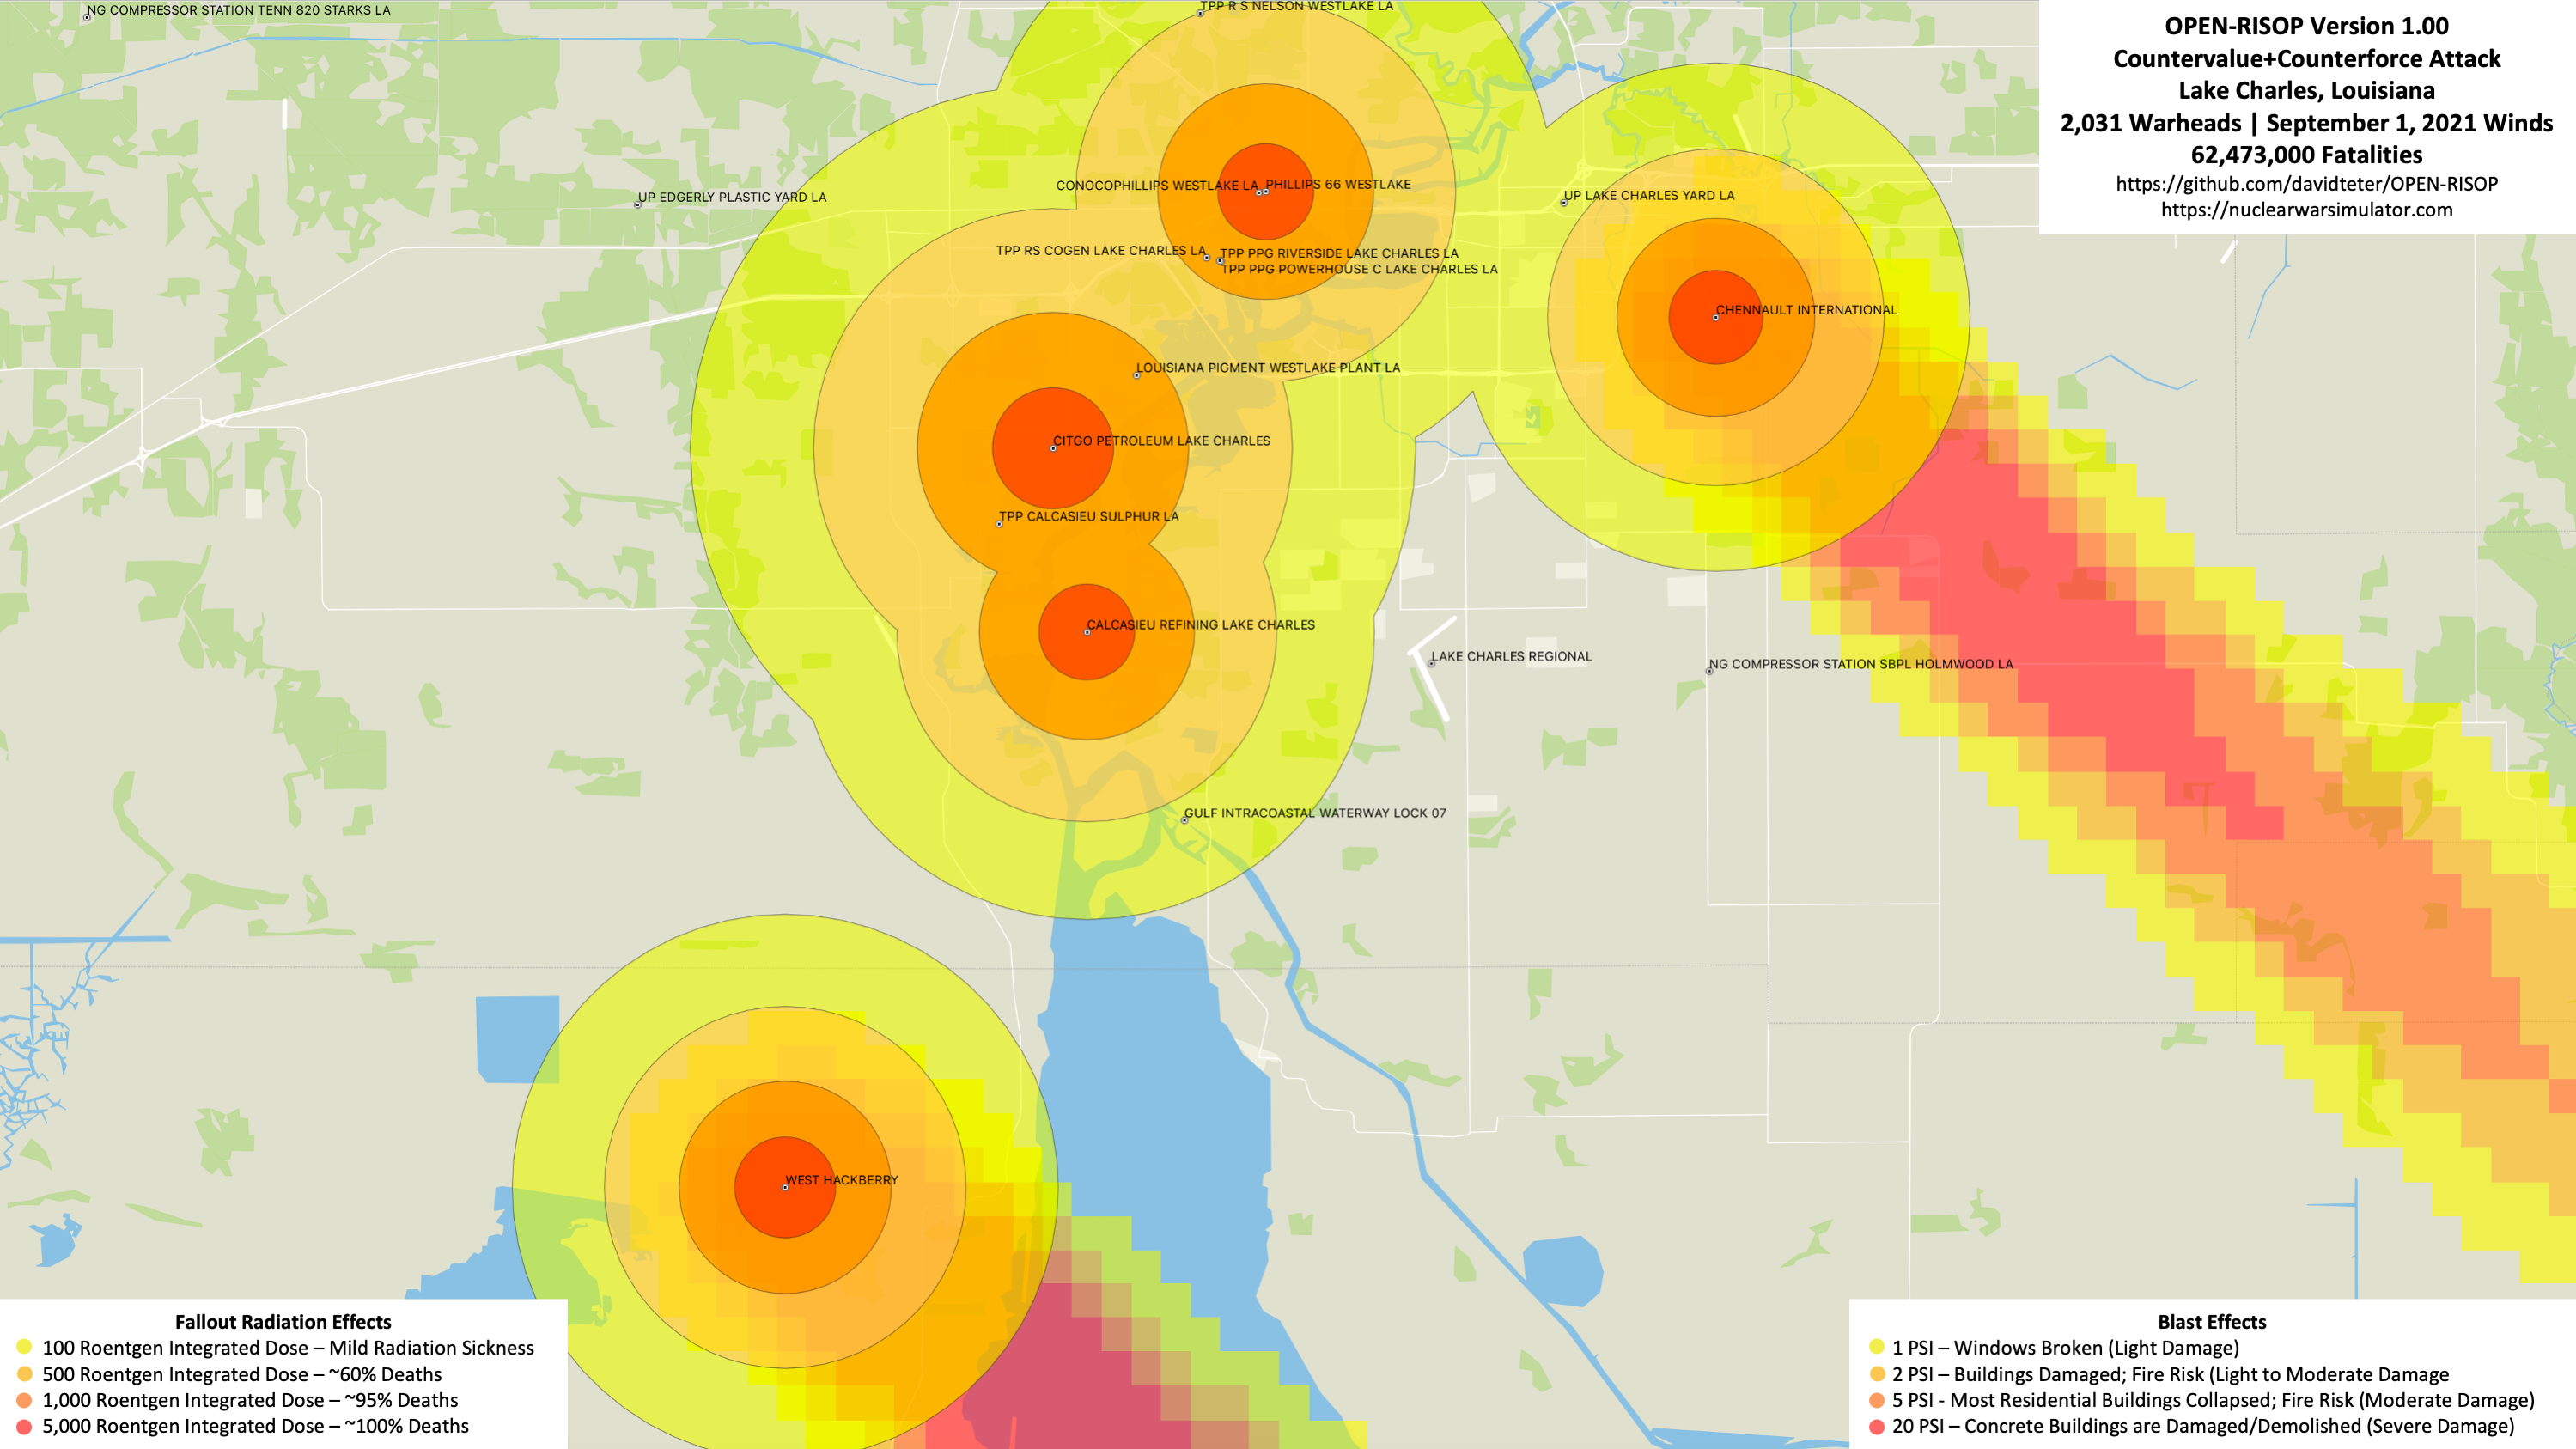 NG COMPRESSOR STATION TENN 820 STARKS LA
TPP R S NELSON WESTLAKE LA
OPEN-RISOP Version 1.00
Countervalue+Counterforce Attack
Lake Charles, Louisiana
2,031 Warheads | September 1, 2021 Winds
62,473,000 Fatalities
https://github.com/davidteter/OPEN-RISOP
https://nuclearwarsimulator.com
UP EDGERLY PLASTIC YARD LA
CONOCOPHILLIPS WESTLAKE LA
PHILLIPS 66 WESTLAKE
UP LAKE CHARLES YARD LA
TPP RS COGEN LAKE CHARLES LA
TPP PPG RIVERSIDE LAKE CHARLES LA
TPP PPG POWERHOUSE C LAKE CHARLES LA
CHENNAULT INTERNATIONAL
LOUISIANA PIGMENT WESTLAKE PLANT LA
CITGO PETROLEUM LAKE CHARLES
TPP CALCASIEU SULPHUR LA
CALCASIEU REFINING LAKE CHARLES
LAKE CHARLES REGIONAL
NG COMPRESSOR STATION SBPL HOLMWOOD LA
GULF INTRACOASTAL WATERWAY LOCK 07
WEST HACKBERRY
Fallout Radiation Effects
100 Roentgen Integrated Dose – Mild Radiation Sickness
500 Roentgen Integrated Dose – ~60% Deaths
1,000 Roentgen Integrated Dose – ~95% Deaths
5,000 Roentgen Integrated Dose – ~100% Deaths
Blast Effects
1 PSI – Windows Broken (Light Damage)
2 PSI – Buildings Damaged; Fire Risk (Light to Moderate Damage
5 PSI - Most Residential Buildings Collapsed; Fire Risk (Moderate Damage)
20 PSI – Concrete Buildings are Damaged/Demolished (Severe Damage)